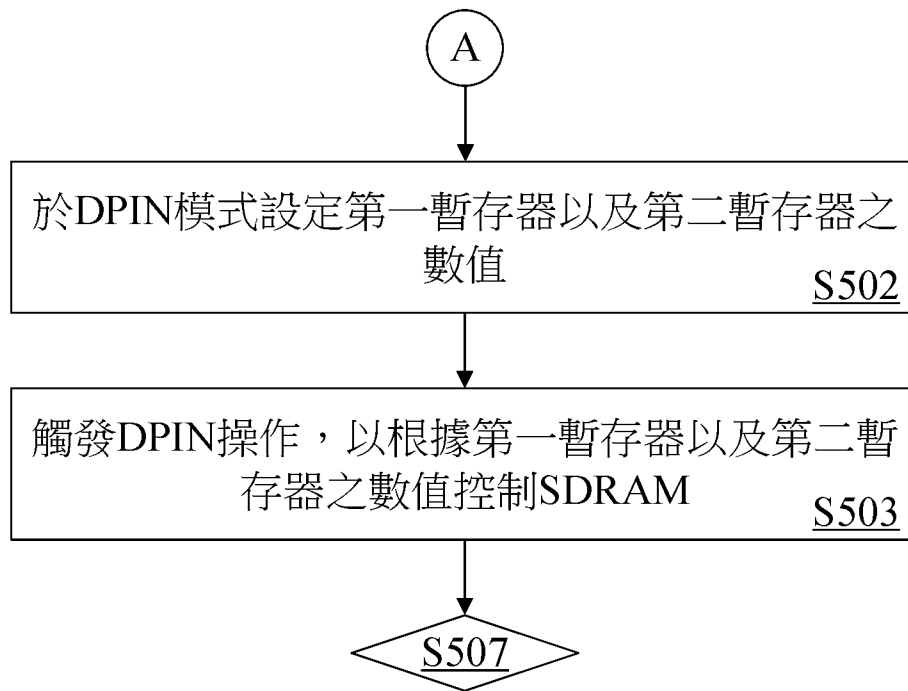 A
於DPIN模式設定第一暫存器以及第二暫存器之
數值
S502
觸發DPIN操作，以根據第一暫存器以及第二暫
存器之數值控制SDRAM
S503
S507